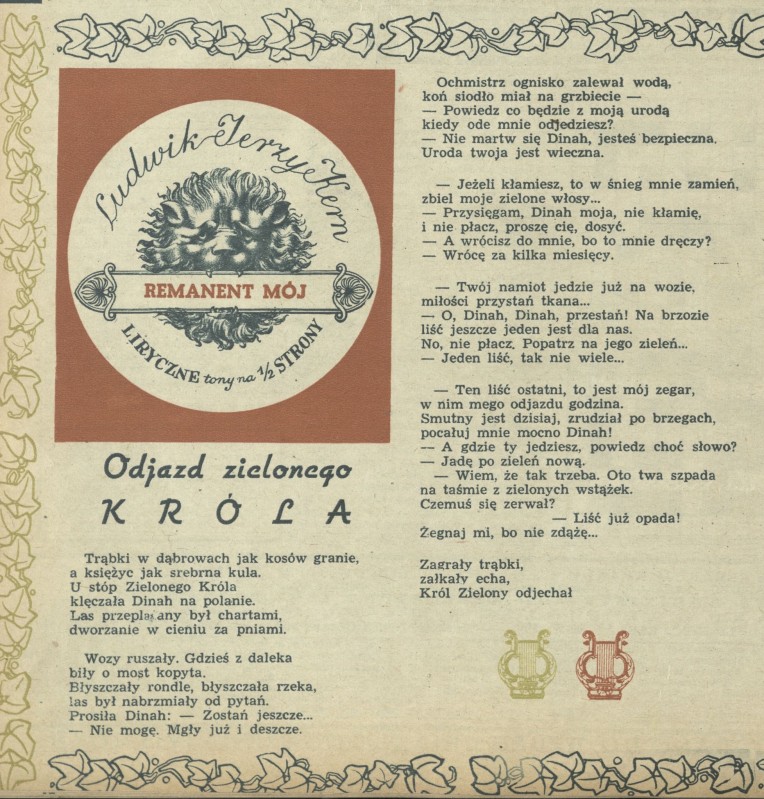 Ludwik Jerzy Kern
REMANENT MÓJ
LIRYCZNE tony na 1/2 STRONY
Odjazd zielonego
KRÓLA
Trąbki w dąbrowach jak kosów granie,
a księżyc jak srebrna kula.
U stóp Zielonego Króla
klęczała Dinah na polanie.
Las przeplatany był chartami,
dworzanie w cieniu za pniami.
Wozy ruszały. Gdzieś z daleka
biły o most kopyta.
Błyszczały rondle, błyszczała rzeka,
las był nabrzmiały od pytań.
Prosiła Dinah: — Zostań jeszcze...
— Nie mogę. Mgły już i deszcze.
Ochmistrz ognisko zalewał wodą,
koń siodło miał na grzbiecie —
— Powiedz co będzie z moją urodą
kiedy ode mnie odjedziesz?
— Nie martw się Dinah, jesteś bezpieczna.
Uroda twoja jest wieczna.
— Jeżeli kłamiesz, to w śnieg mnie zamień,
zbiel moje zielone włosy...
— Przysięgam, Dinah moja, nie kłamię,
i nie płacz, proszę cię, dosyć.
— A wrócisz do mnie, bo to mnie dręczy?
— Wrócę za kilka miesięcy.
— Twój namiot jedzie już na wozie,
miłości przystań tkana...
— O, Dinah, Dinah, przestań! Na brzozie
liść jeszcze jeden jest dla nas.
No, nie płacz. Popatrz na jego zieleń...
— Jeden liść, tak nie wiele...
— Ten liść ostatni, to jest mój zegar,
w nim mego odjazdu godzina.
Smutny jest dzisiaj, zrudział po brzegach,
pocałuj mnie mocno Dinah!
— A gdzie ty jedziesz, powiedz choć słowo?
— Jadę po zieleń nową.
— Wiem, że tak trzeba. Oto twa szpada
na taśmie z zielonych wstążek.
Czemuś się zerwał?
— Liść już opada!
Żegnaj mi, bo nie zdążę...
Zagrały trąbki,
załkały echa,
Król Zielony odjechał